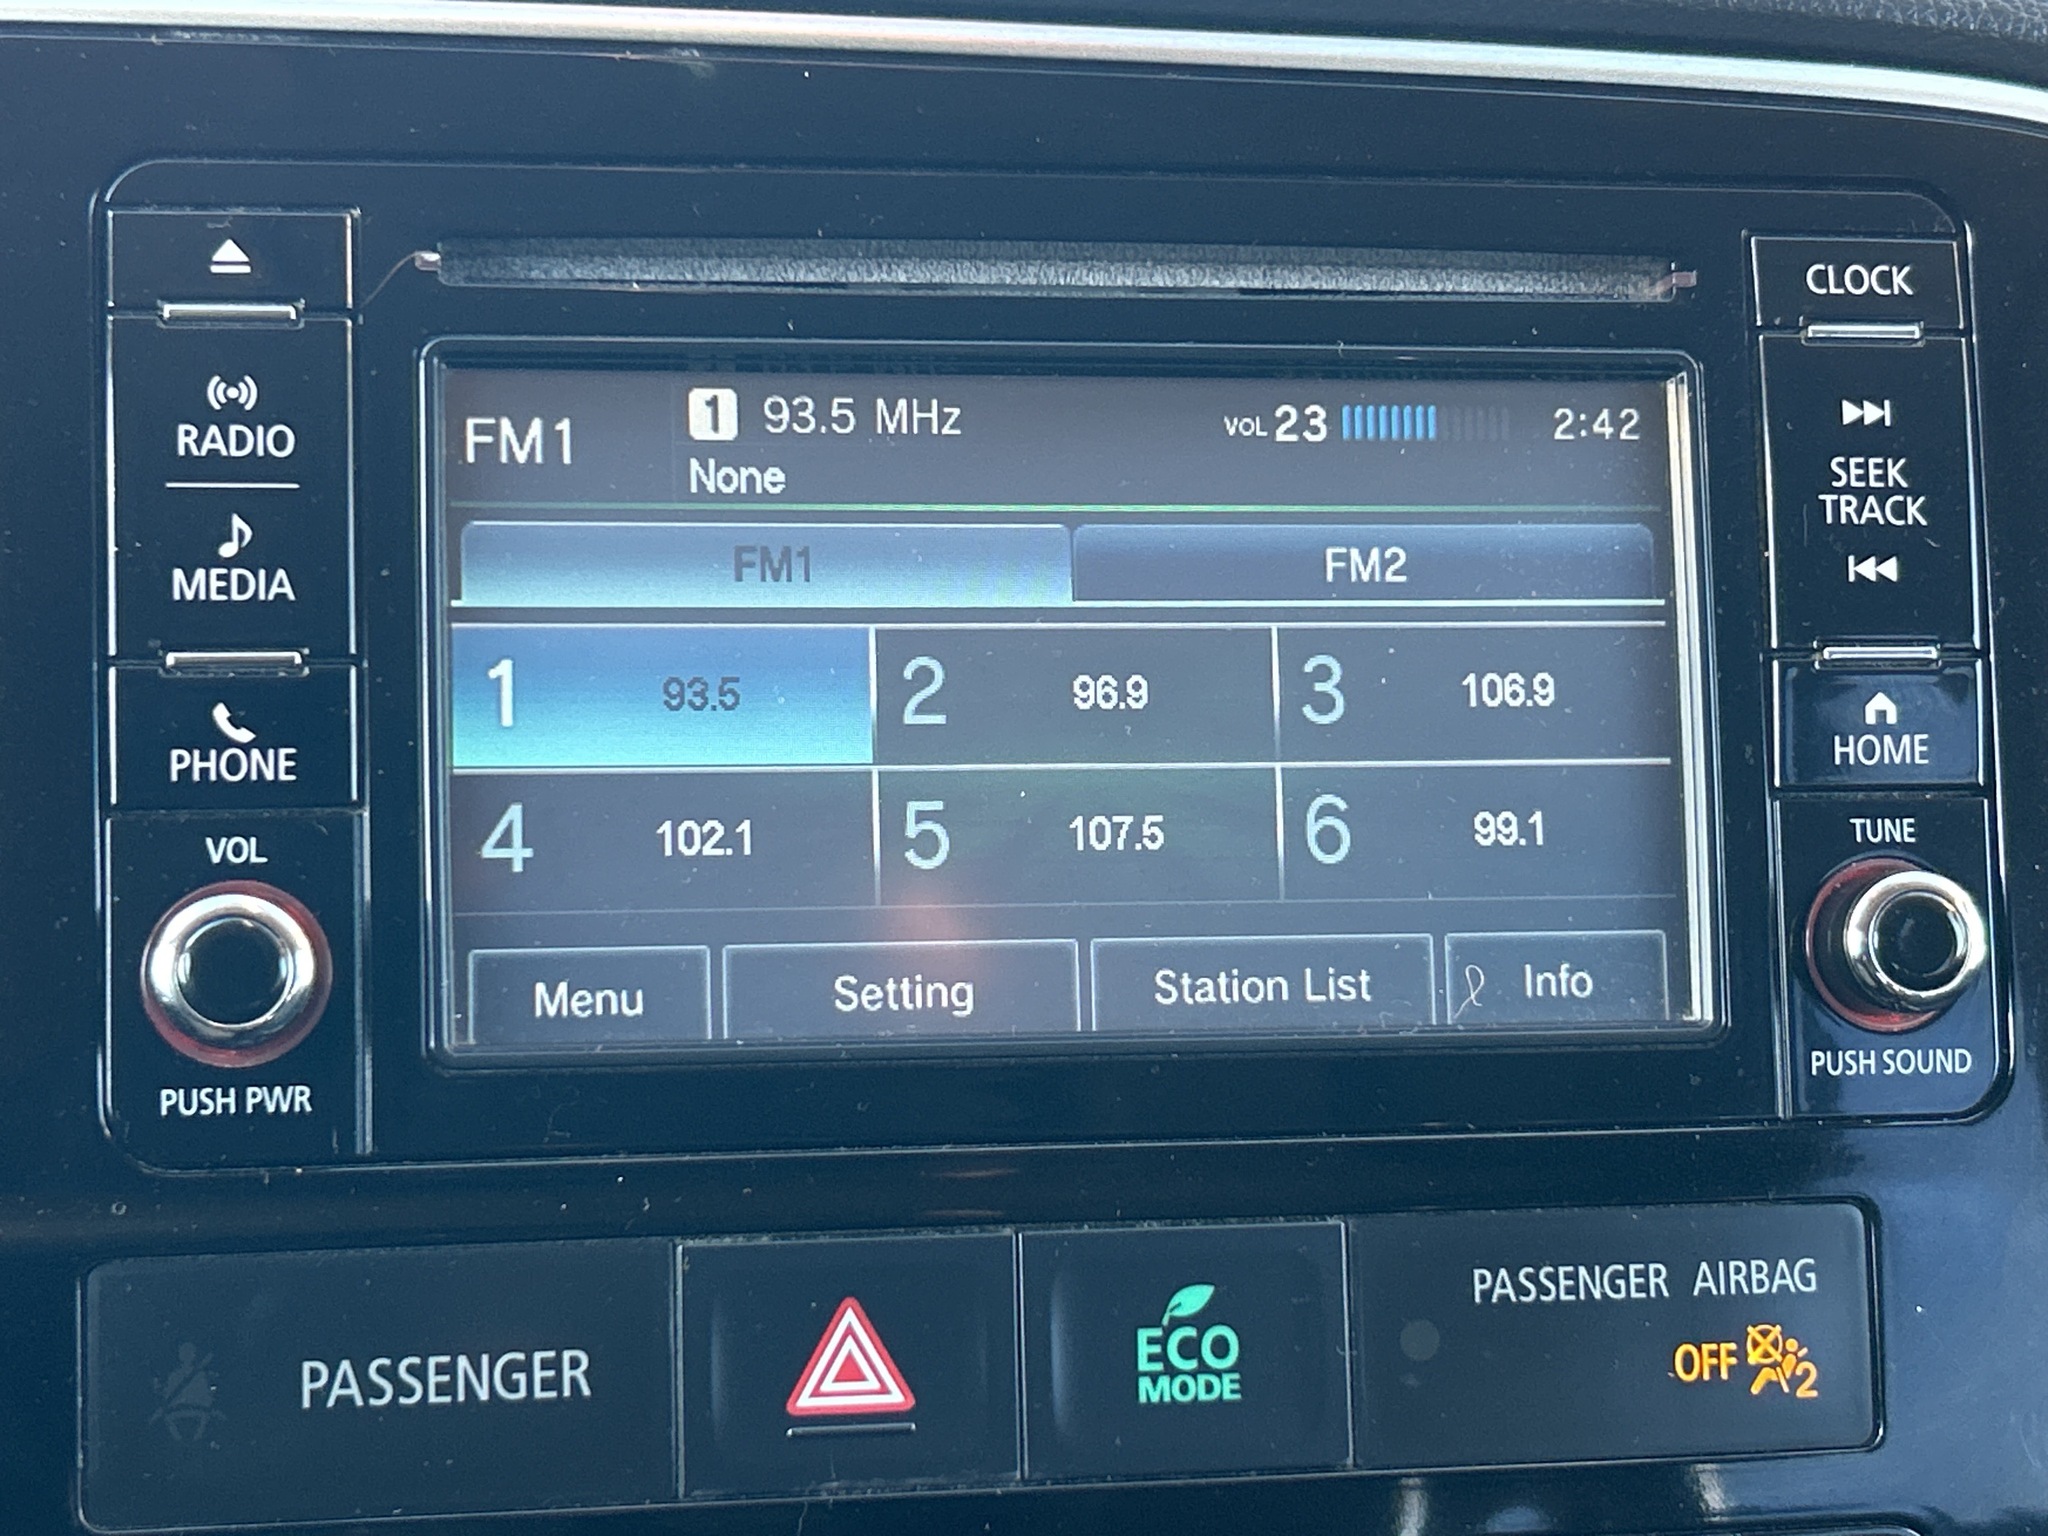 CLOCK
RADIO
MEDIA
PHONE
VOL
PUSH PWR
FM1
1 93.5 MHz
None
VOL 23
2:42
FM1
FM2
1 93.5
2 96.9
3 106.9
4 102.1
5 107.5
6 99.1
Menu
Setting
Station List
Info
SEEK
TRACK
HOME
TUNE
PUSH SOUND
PASSENGER
ECO
MODE
PASSENGER AIRBAG
OFF 2